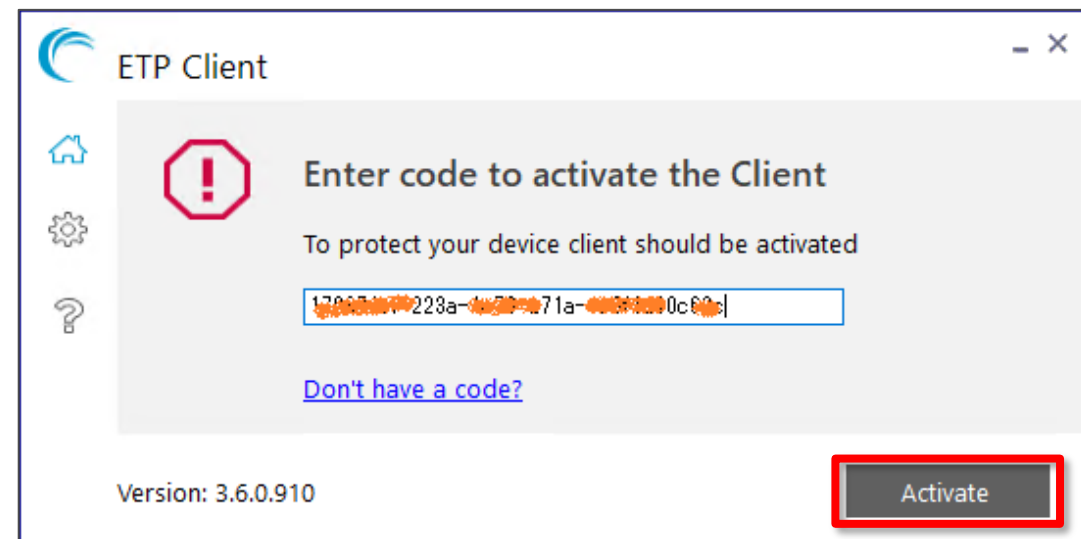 ETP Client
Enter code to activate the Client
To protect your device client should be activated
Don't have a code?
Version: 3.6.0.910
Activate